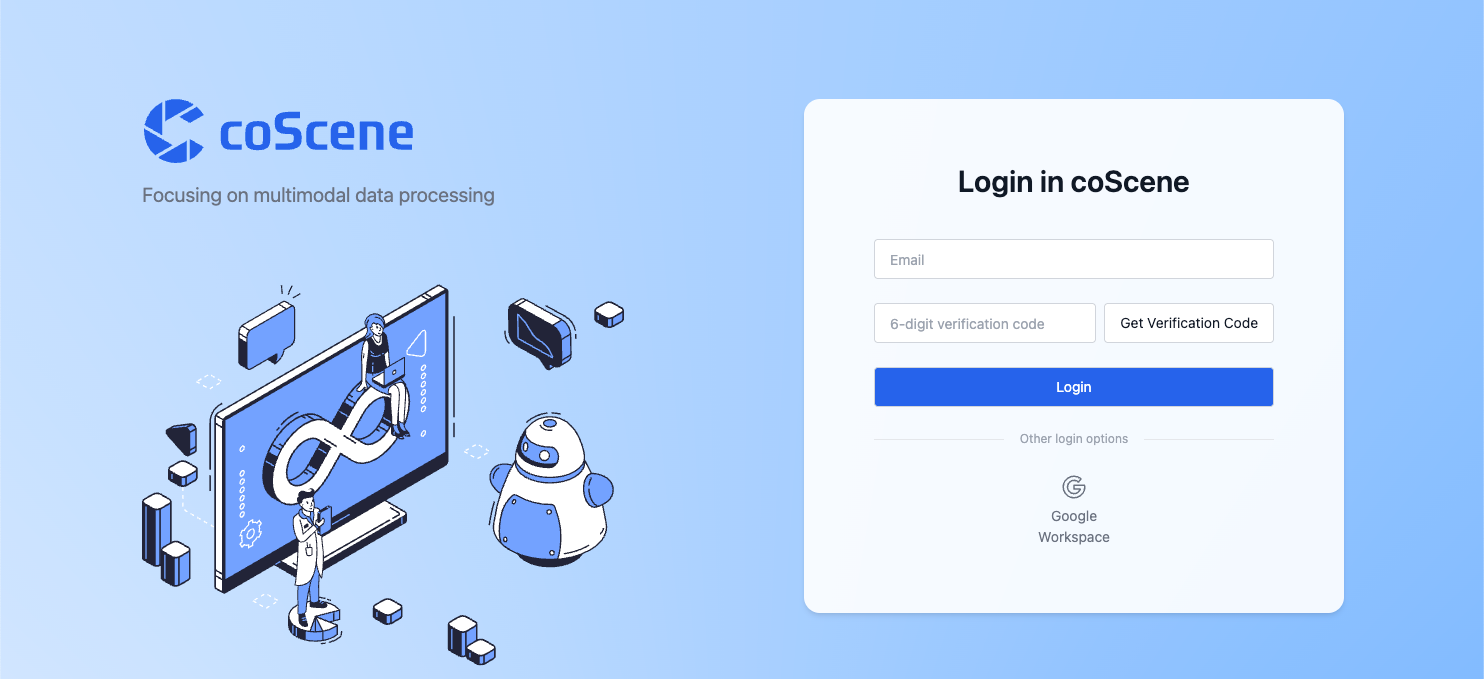 coScene
Focusing on multimodal data processing
Login in coScene
Email
6-digit verification code
Get Verification Code
Login
Other login options
Google
Workspace